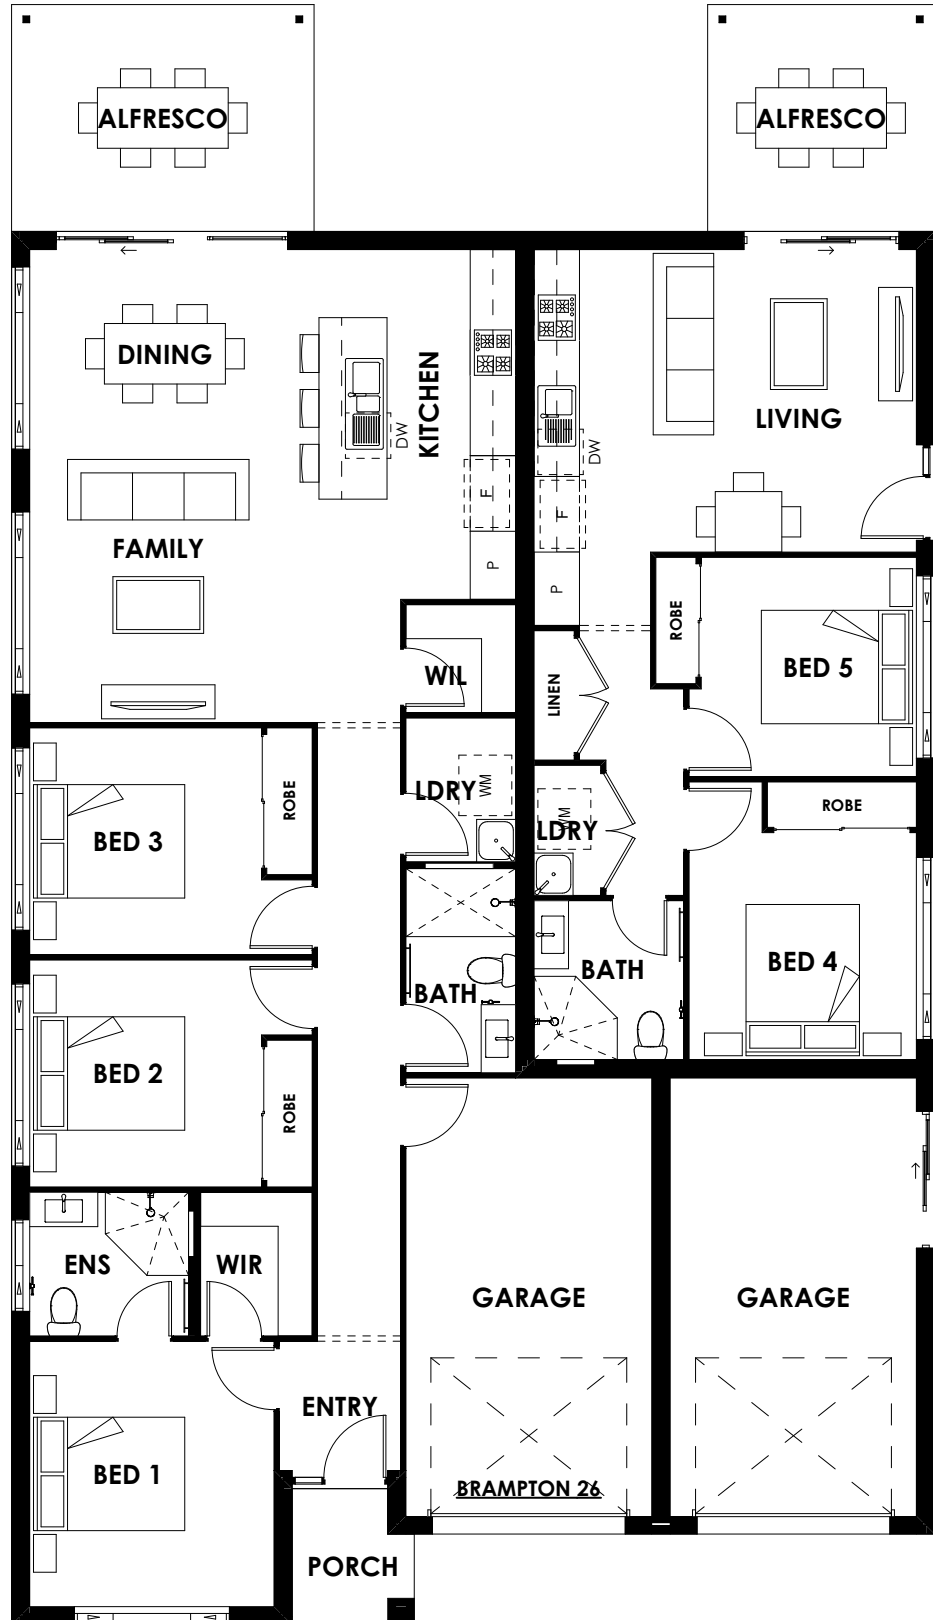 ALFRESCO
ALFRESCO
DINING
KITCHEN
DW
F
P
FAMILY
LIVING
DW
F
P
WIL
LINEN
ROBE
BED 5
LDRY
WM
LDRY
WM
ROBE
BED 3
ROBE
BATH
BATH
BED 4
BED 2
ROBE
ENS
WIR
GARAGE
GARAGE
ENTRY
BED 1
BRAMPTON 26
PORCH